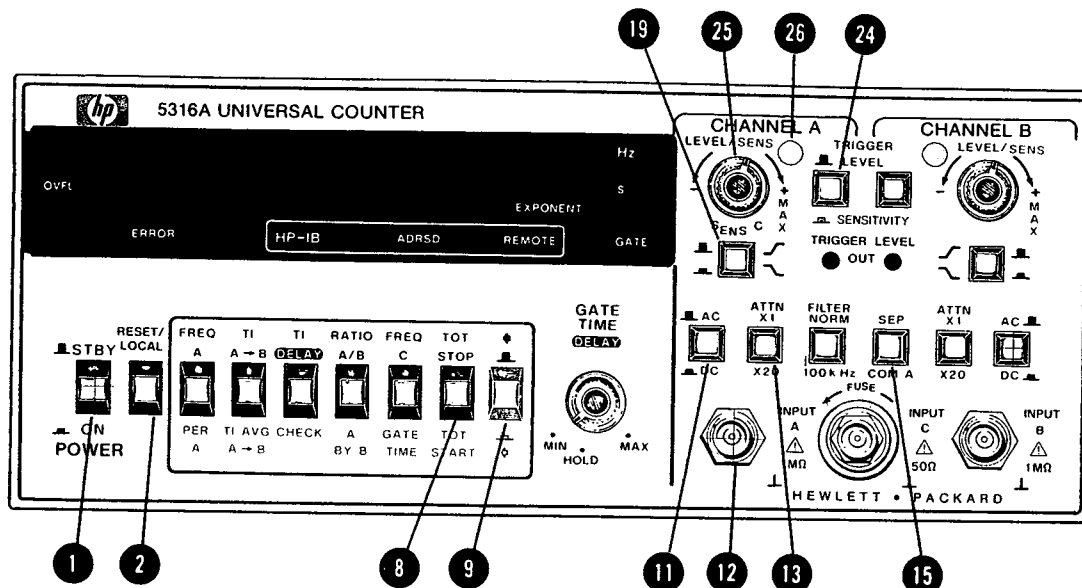 19 25 26 24
hp 5316A UNIVERSAL COUNTER
CHANNEL A
CHANNEL B
LEVEL/SENS
TRIGGER
LEVEL
LEVEL/SENS
Hz
OVFL
S
- + MAX
- + MAX
EXPONENT
SENS C
SENSITIVITY
ERROR
HP-IB ADRSD REMOTE
GATE
TRIGGER LEVEL
OUT
GATE
TIME
DELAY
AC
ATTN
X1
FILTER
NORM
SEP
ATTN
X1
AC
STBY
RESET/
LOCAL
FREQ
A
TI
A→B
TI
DELAY
RATIO
A/B
FREQ
C
TOT
STOP
DC
X20
100kHz
COM A
X20
DC
ON
POWER
PER
A
TI AVG
A→B
CHECK
A
BY B
GATE
TIME
TOT
START
MIN
HOLD
MAX
FUSE
INPUT
A
MΩ
INPUT
C
50Ω
INPUT
B
1MΩ
HEWLETT • PACKARD
1 2 8 9 11 12 13 15